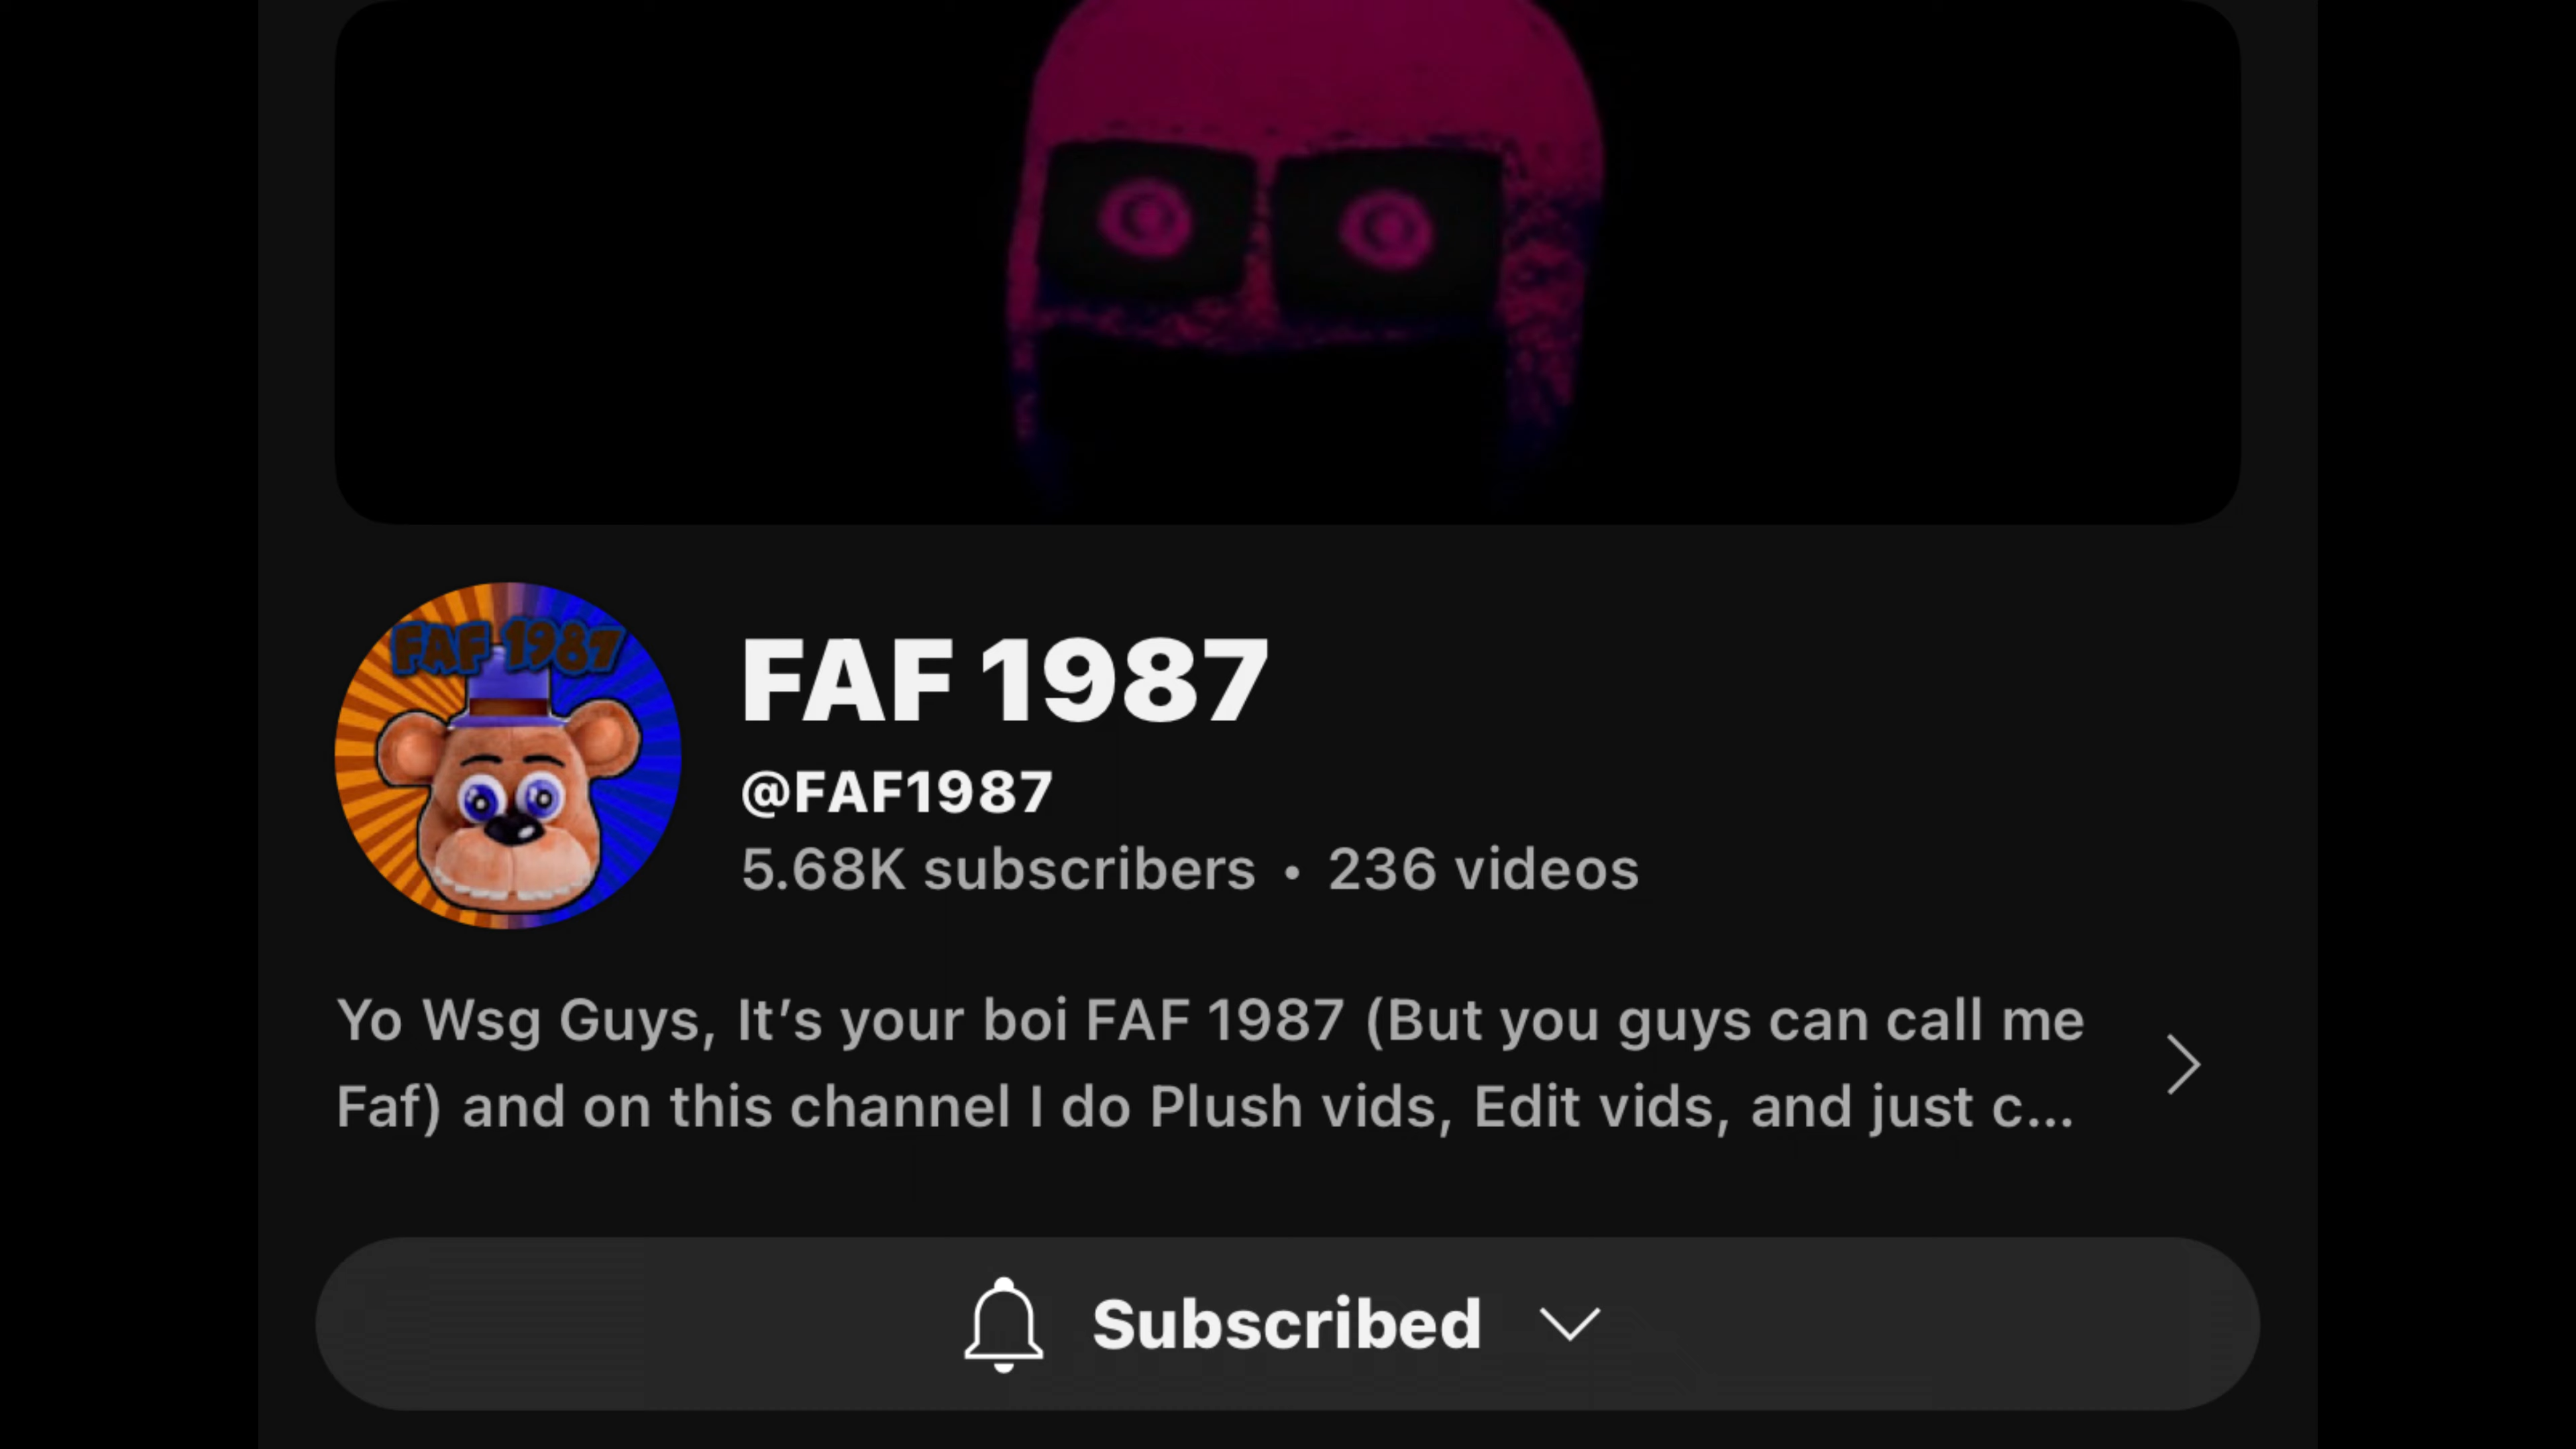 FAF 1987
FAF 1987
@FAF1987
5.68K subscribers • 236 videos
Yo Wsg Guys, It’s your boi FAF 1987 (But you guys can call me
Faf) and on this channel I do Plush vids, Edit vids, and just c...
Subscribed